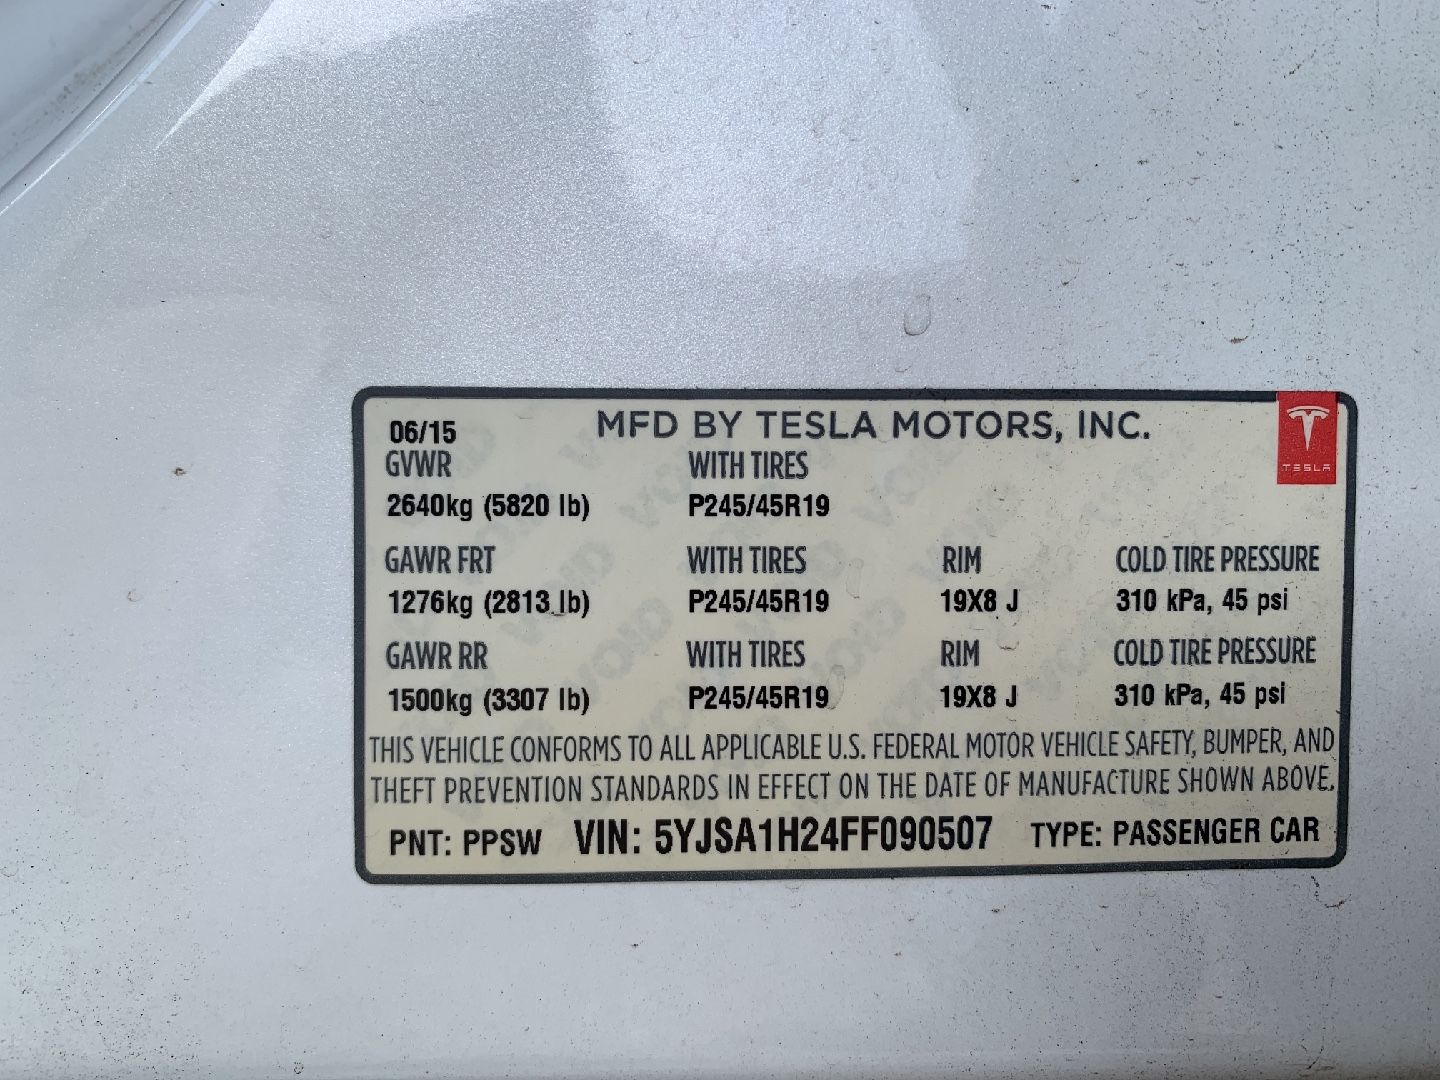 06/15 MFD BY TESLA MOTORS, INC.
TESLA
GVWR WITH TIRES
2640kg (5820 lb) P245/45R19
GAWR FRT WITH TIRES RIM COLD TIRE PRESSURE
1276kg (2813 lb) P245/45R19 19X8 J 310 kPa, 45 psi
GAWR RR WITH TIRES RIM COLD TIRE PRESSURE
1500kg (3307 lb) P245/45R19 19X8 J 310 kPa, 45 psi
THIS VEHICLE CONFORMS TO ALL APPLICABLE U.S. FEDERAL MOTOR VEHICLE SAFETY, BUMPER, AND
THEFT PREVENTION STANDARDS IN EFFECT ON THE DATE OF MANUFACTURE SHOWN ABOVE.
PNT: PPSW VIN: 5YJSA1H24FF090507 TYPE: PASSENGER CAR